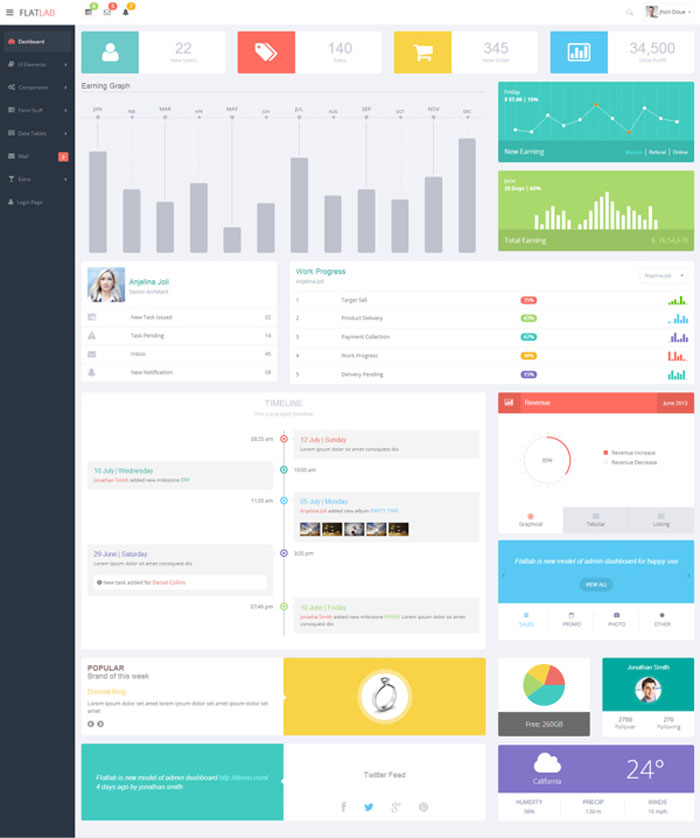 FLATLAB
6
5
7
Jhon Doue
Dashboard
UI Elements
Components
Form Stuff
Data Tables
Mail
2
Extra
Login Page
22
New Users
140
Sales
345
New Order
34,500
Total Profit
Earning Graph
JAN FEB MAR APR MAY JUN JUL AUG SEP OCT NOV DEC
Friday
$ 57,00 | 15%
New Earning
Market | Referal | Online
June
20 Days | 65%
Total Earning
$, 76,54,678
Anjelina Joli
Senior Architect
New Task Issued 02
Task Pending 14
Inbox 45
New Notification 09
Work Progress
Anjelina Joli
Anjelina Joli
1 Target Sell 75%
2 Product Delivery 43%
3 Payment Collection 67%
4 Work Progress 30%
5 Delivery Pending 15%
TIMELINE
This is a project timeline
08:25 am
12 July | Sunday
Lorem ipsum dolor sit amet consiquest dio
10 July | Wednesday
10:00 am
Jonathan Smith added new milestone ERP
11:35 am
05 July | Monday
Anjelina Joli added new album PARTY TIME
29 June | Saturday
3:20 pm
Lorem ipsum dolor sit amet consiquest dio
New task added for Denial Collins
07:49 pm
10 June | Friday
Jonatha Smith added new milestone PRANK Lorem ipsum dolor sit amet consiquest dio
Revenue
June 2013
35%
Revenue Increase
Revenue Decrease
Graphical
Tabular
Listing
Flatlab is new model of admin dashboard for happy use
VIEW ALL
SALES
PROMO
PHOTO
OTHER
POPULAR
Brand of this week
Dimond Ring
Lorem ipsum dolor sit amet lorem ipsum dolor sit amet lorem ipsum dolor sit
amet
Free: 260GB
Jonathan Smith
2789
Follower
270
Following
Flatlab is new model of admin dashboard http://demo.com/
4 days ago by jonathan smith
Twitter Feed
California
24°
HUMIDITY
56%
PRECIP
1.50 in
WINDS
10 mph